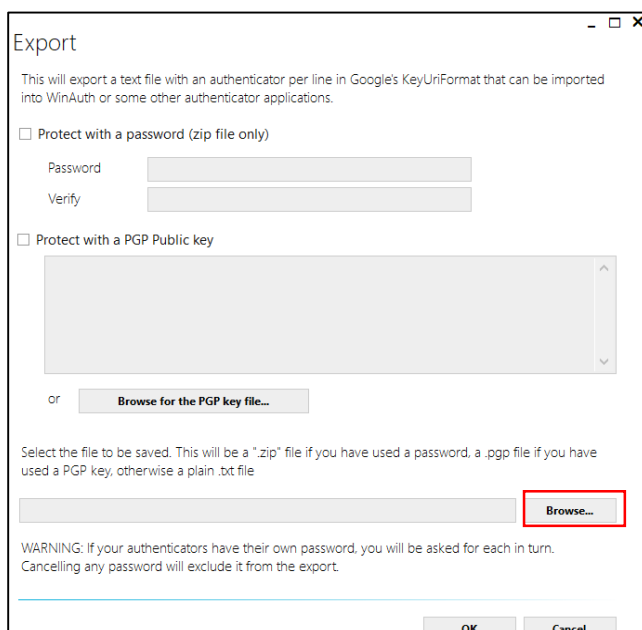 Export
This will export a text file with an authenticator per line in Google's KeyUriFormat that can be imported
into WinAuth or some other authenticator applications.
Protect with a password (zip file only)
Password
Verify
Protect with a PGP Public key
or Browse for the PGP key file...
Select the file to be saved. This will be a ".zip" file if you have used a password, a .pgp file if you have
used a PGP key, otherwise a plain .txt file
Browse...
WARNING: If your authenticators have their own password, you will be asked for each in turn.
Cancelling any password will exclude it from the export.
OK Cancel